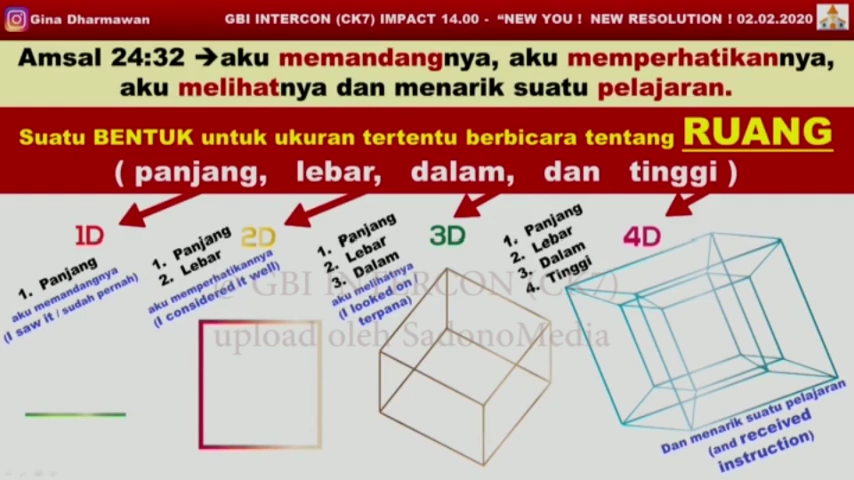 Gina Dharmawan
GBI INTERCON (CK7) IMPACT 14.00 - “NEW YOU ! NEW RESOLUTION ! 02.02.2020
Amsal 24:32 →aku memandangnya, aku memperhatikannya,
aku melihatnya dan menarik suatu pelajaran.
Suatu BENTUK untuk ukuran tertentu berbicara tentang RUANG
( panjang, lebar, dalam, dan tinggi )
1D
1. Panjang
aku memandangnya
(I saw it / sudah pernah)
2D
1. Panjang
2. Lebar
aku memperhatikannya
(I considered it well)
3D
1. Panjang
2. Lebar
3. Dalam
aku melihatnya
(I looked on
terpana)
4D
1. Panjang
2. Lebar
3. Dalam
4. Tinggi
Dan menarik suatu pelajaran
(and received
instruction)
@ GBI INTERCON (CK7)
upload oleh SadonoMedia